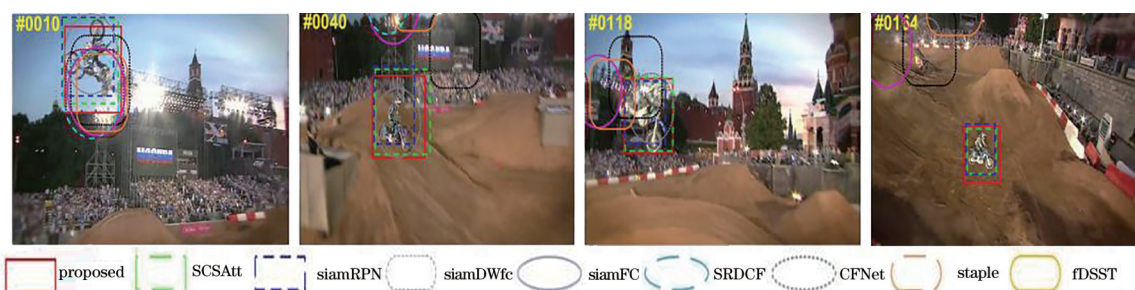 #0010
#0040
#0118
#0164
proposed SCSAtt siamRPN siamDWfc siamFC SRDCF CFNet staple fDSST